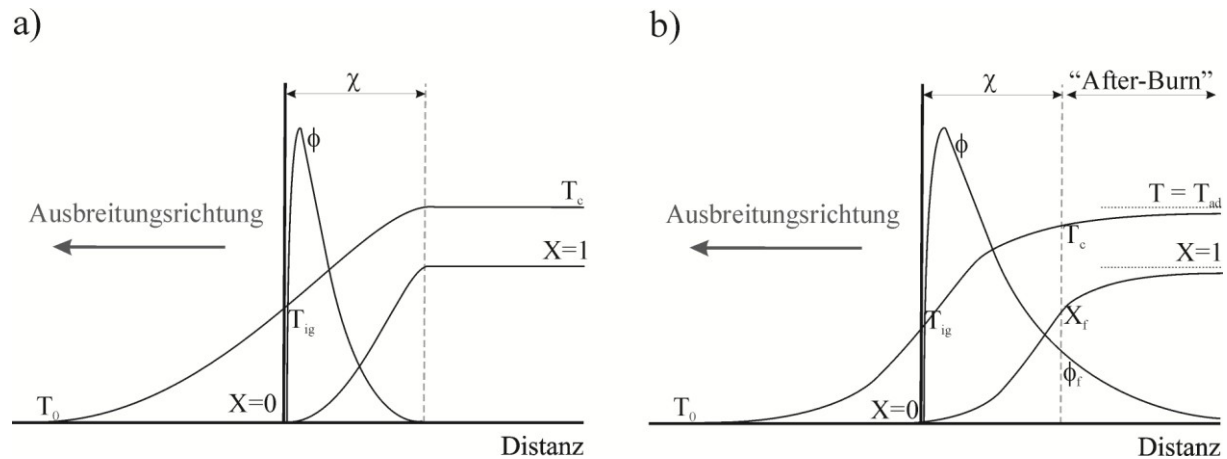 a)
χ
ϕ
T_c
Ausbreitungsrichtung
X=1
T_ig
T_0
X=0
Distanz
b)
χ
“After-Burn”
ϕ
T = T_ad
Ausbreitungsrichtung
T_c
X=1
T_ig
X_f
ϕ_f
T_0
X=0
Distanz